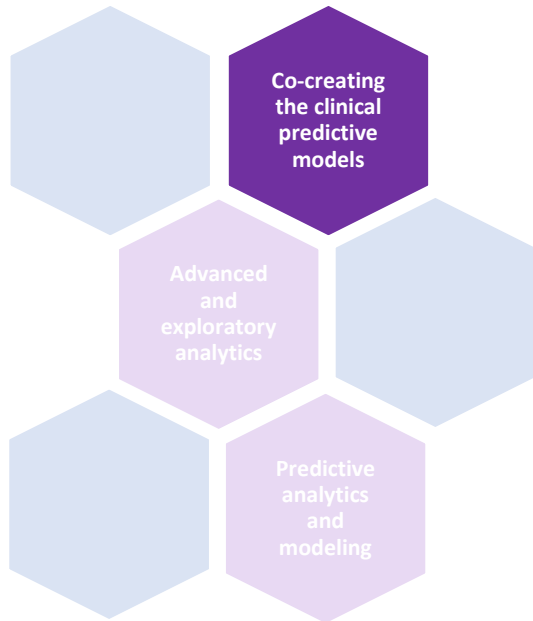 Co-creating
the clinical
predictive
models
Advanced
and
exploratory
analytics
Predictive
analytics
and
modeling